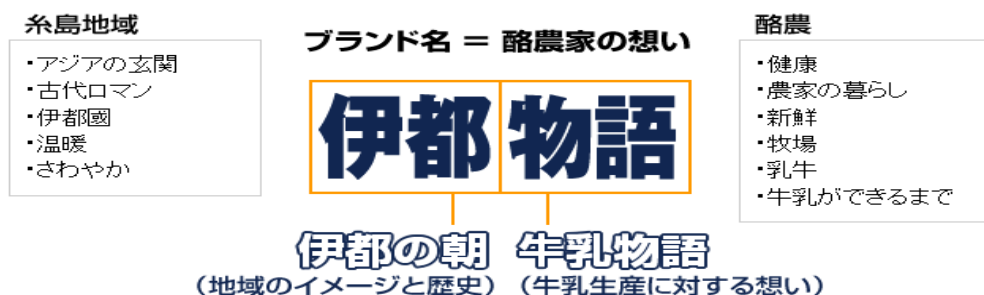 糸島地域
・アジアの玄関
・古代ロマン
・伊都國
・温暖
・さわやか
ブランド名 = 酪農家の想い
伊都物語
伊都の朝 牛乳物語
(地域のイメージと歴史) (牛乳生産に対する想い)
酪農
・健康
・農家の暮らし
・新鮮
・牧場
・乳牛
・牛乳ができるまで